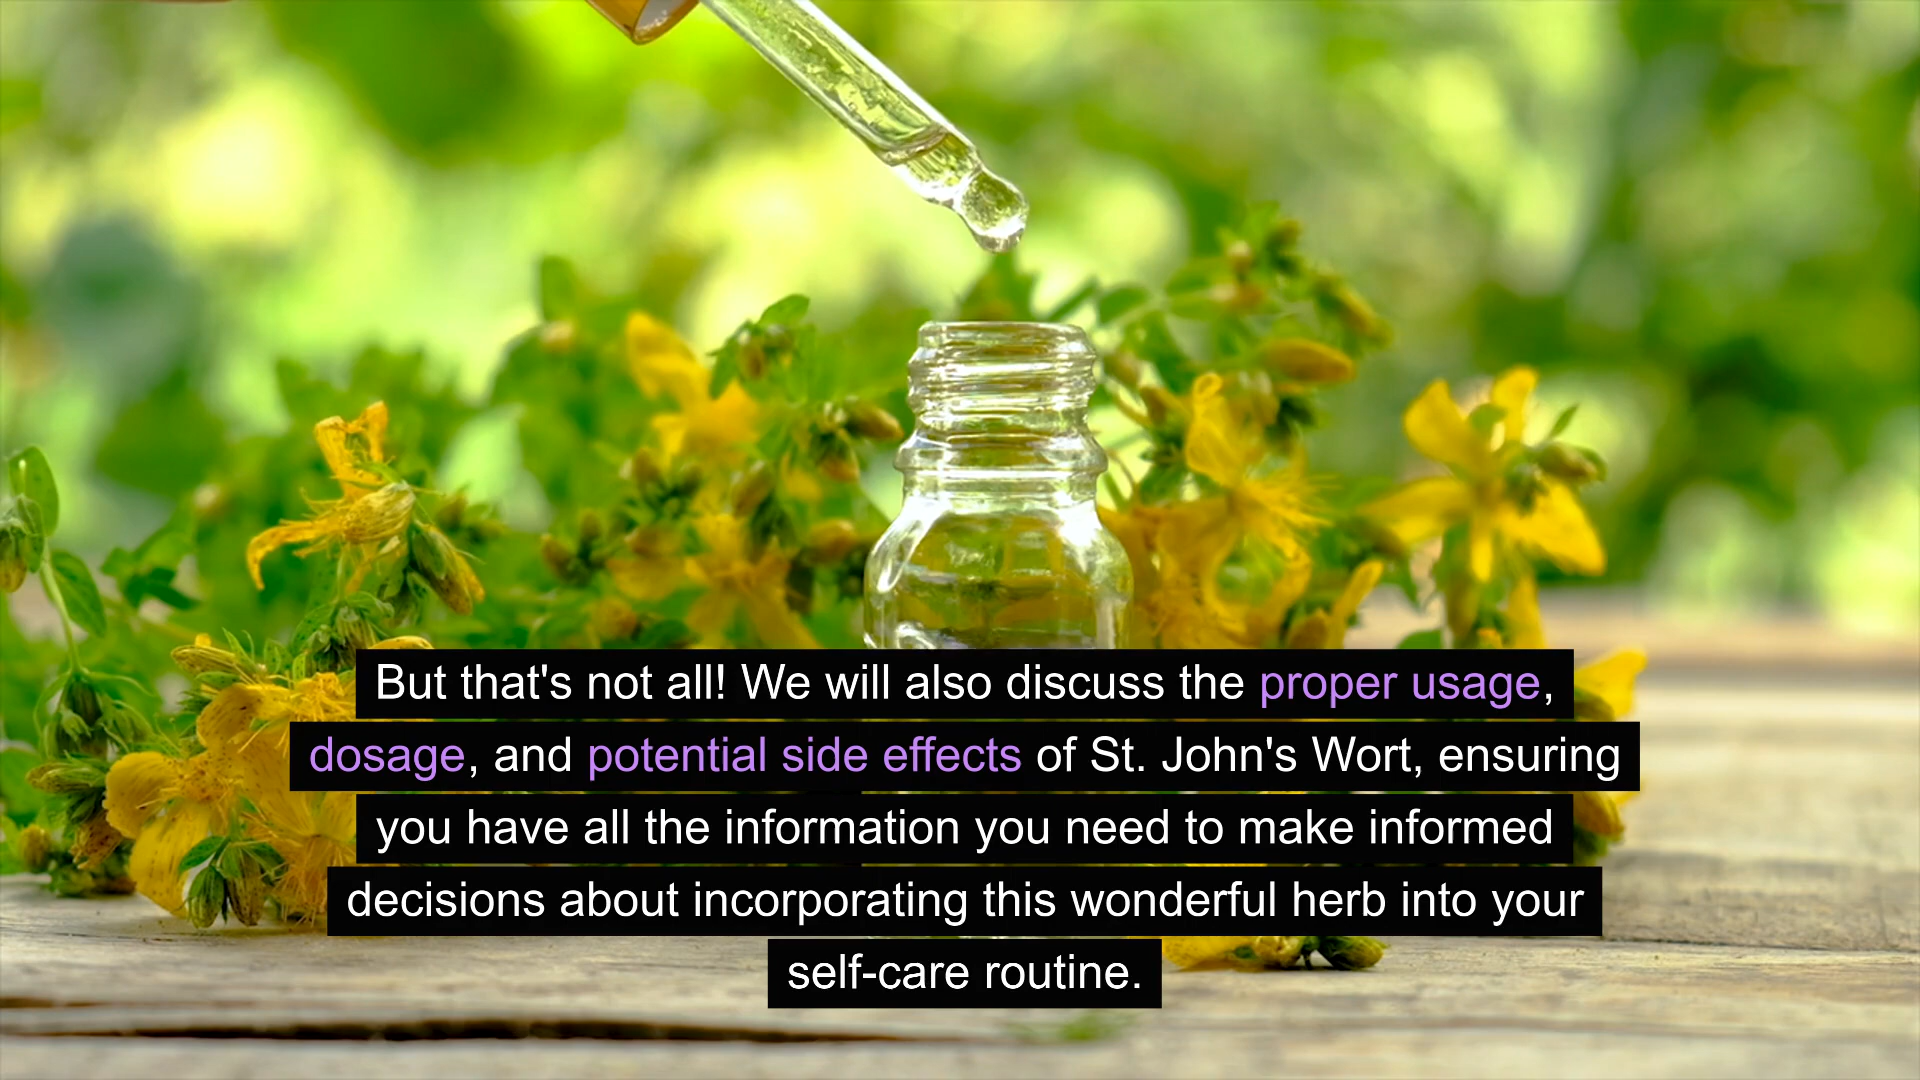 But that's not all! We will also discuss the proper usage,
dosage, and potential side effects of St. John's Wort, ensuring
you have all the information you need to make informed
decisions about incorporating this wonderful herb into your
self-care routine.